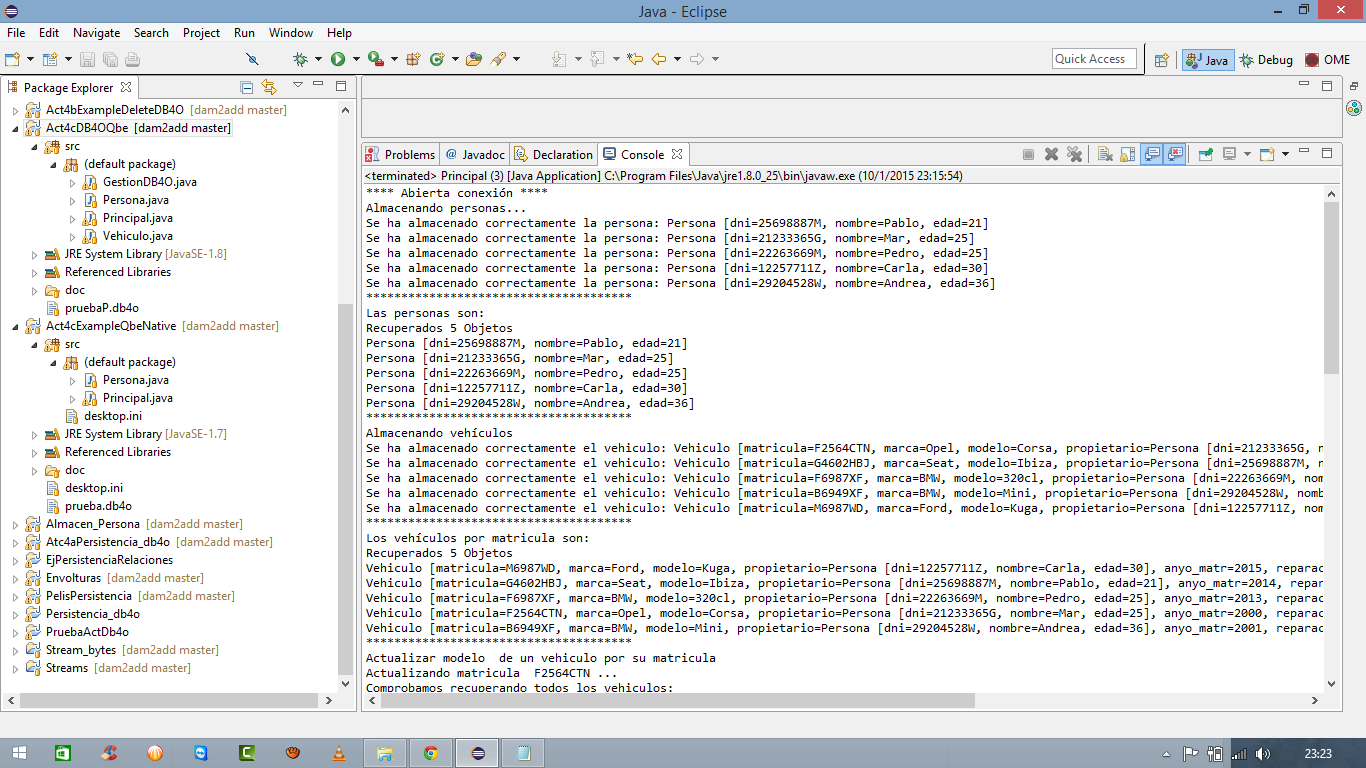 Java - Eclipse
File Edit Navigate Search Project Run Window Help
Quick Access
Java
Debug
OME
Package Explorer
Act4bExampleDeleteDB4O [dam2add master]
Act4cDB4OQbe [dam2add master]
src
(default package)
GestionDB4O.java
Persona.java
Principal.java
Vehiculo.java
JRE System Library [JavaSE-1.8]
Referenced Libraries
doc
pruebaP.db4o
Act4cExampleQbeNative [dam2add master]
src
(default package)
Persona.java
Principal.java
desktop.ini
JRE System Library [JavaSE-1.7]
Referenced Libraries
doc
desktop.ini
prueba.db4o
Almacen_Persona [dam2add master]
Atc4aPersistencia_db4o [dam2add master]
EjPersistenciaRelaciones
Envolturas [dam2add master]
PelisPersistencia [dam2add master]
Persistencia_db4o
PruebaActDb4o
Stream_bytes [dam2add master]
Streams [dam2add master]
Problems @ Javadoc Declaration Console
<terminated> Principal (3) [Java Application] C:\Program Files\Java\jre1.8.0_25\bin\javaw.exe (10/1/2015 23:15:54)
**** Abierta conexión ****
Almacenando personas...
Se ha almacenado correctamente la persona: Persona [dni=25698887M, nombre=Pablo, edad=21]
Se ha almacenado correctamente la persona: Persona [dni=21233365G, nombre=Mar, edad=25]
Se ha almacenado correctamente la persona: Persona [dni=22263669M, nombre=Pedro, edad=25]
Se ha almacenado correctamente la persona: Persona [dni=12257711Z, nombre=Carla, edad=30]
Se ha almacenado correctamente la persona: Persona [dni=29204528W, nombre=Andrea, edad=36]
**************************************
Las personas son:
Recuperados 5 Objetos
Persona [dni=25698887M, nombre=Pablo, edad=21]
Persona [dni=21233365G, nombre=Mar, edad=25]
Persona [dni=22263669M, nombre=Pedro, edad=25]
Persona [dni=12257711Z, nombre=Carla, edad=30]
Persona [dni=29204528W, nombre=Andrea, edad=36]
**************************************
Almacenando vehículos
Se ha almacenado correctamente el vehiculo: Vehiculo [matricula=F2564CTN, marca=Opel, modelo=Corsa, propietario=Persona [dni=21233365G, n
Se ha almacenado correctamente el vehiculo: Vehiculo [matricula=G4602HBJ, marca=Seat, modelo=Ibiza, propietario=Persona [dni=25698887M, n
Se ha almacenado correctamente el vehiculo: Vehiculo [matricula=F6987XF, marca=BMW, modelo=320cl, propietario=Persona [dni=22263669M, nom
Se ha almacenado correctamente el vehiculo: Vehiculo [matricula=B6949XF, marca=BMW, modelo=Mini, propietario=Persona [dni=29204528W, nomb
Se ha almacenado correctamente el vehiculo: Vehiculo [matricula=M6987WD, marca=Ford, modelo=Kuga, propietario=Persona [dni=12257711Z, nom
**************************************
Los vehículos por matricula son:
Recuperados 5 Objetos
Vehiculo [matricula=M6987WD, marca=Ford, modelo=Kuga, propietario=Persona [dni=12257711Z, nombre=Carla, edad=30], anyo_matr=2015, reparac
Vehiculo [matricula=G4602HBJ, marca=Seat, modelo=Ibiza, propietario=Persona [dni=25698887M, nombre=Pablo, edad=21], anyo_matr=2014, repar
Vehiculo [matricula=F6987XF, marca=BMW, modelo=320cl, propietario=Persona [dni=22263669M, nombre=Pedro, edad=25], anyo_matr=2013, reparac
Vehiculo [matricula=F2564CTN, marca=Opel, modelo=Corsa, propietario=Persona [dni=21233365G, nombre=Mar, edad=25], anyo_matr=2000, reparac
Vehiculo [matricula=B6949XF, marca=BMW, modelo=Mini, propietario=Persona [dni=29204528W, nombre=Andrea, edad=36], anyo_matr=2001, reparac
**************************************
Actualizar modelo  de un vehiculo por su matricula
Actualizando matricula  F2564CTN ...
Comprobamos recuperando todos los vehiculos:
23:23